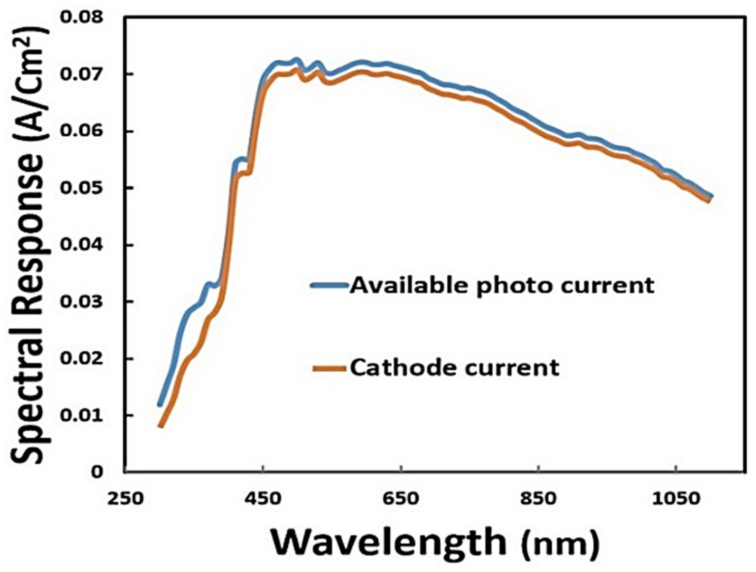 Spectral Response (A/Cm²)
0.08
0.07
0.06
0.05
0.04
0.03
0.02
0.01
0
Available photo current
Cathode current
250 450 650 850 1050
Wavelength (nm)